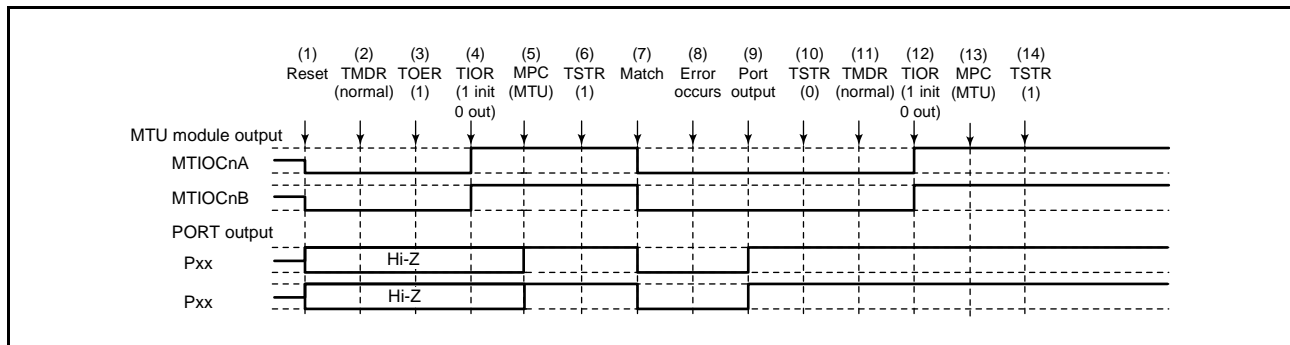 (1) (2) (3) (4) (5) (6) (7) (8) (9) (10) (11) (12) (13) (14)
Reset TMDR TOER TIOR MPC TSTR Match Error Port TSTR TMDR TIOR MPC TSTR
(normal) (1) (1 init (MTU) (1) occurs output (0) (normal) (1 init (MTU) (1)
0 out) 0 out)
MTU module output
MTIOCnA
MTIOCnB
PORT output
Pxx Hi-Z
Pxx Hi-Z